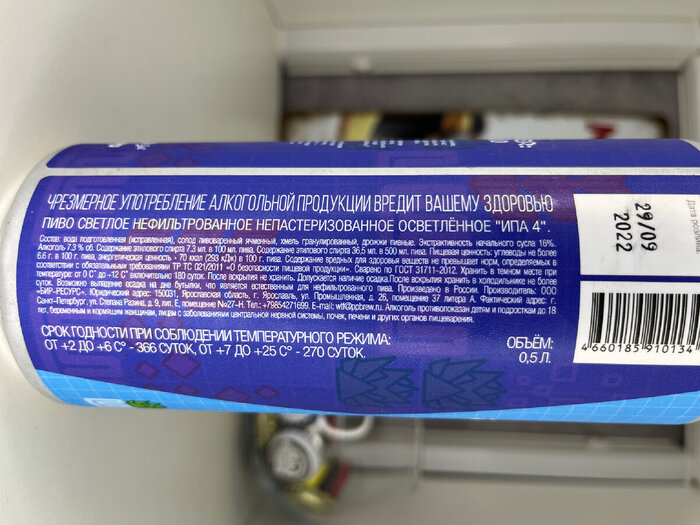 ЧРЕЗМЕРНОЕ УПОТРЕБЛЕНИЕ АЛКОГОЛЬНОЙ ПРОДУКЦИИ ВРЕДИТ ВАШЕМУ ЗДОРОВЬЮ
ПИВО СВЕТЛОЕ НЕФИЛЬТРОВАННОЕ НЕПАСТЕРИЗОВАННОЕ ОСВЕТЛЁННОЕ "ИПА 4".
Состав: вода подготовленная (исправленная), солод пивоваренный ячменный, хмель гранулированный, дрожжи пивные. Экстрактивность начального сусла 16%.
Алкоголь 7,3 % об. Содержание этилового спирта 7.3 мл. в 100 мл. пива. Содержание этилового спирта 36.5 мл. в 500 мл. пива. Пищевая ценность: углеводы не более
6.6 г. в 100 г. пива, энергетическая ценность - 70 ккал (293 кДж) в 100 г. пива. Содержание вредных для здоровья веществ не превышает норм, определяемых в
соответствии с обязательными требованиями ТР ТС 021/2011 «О безопасности пищевой продукции». Сварено по ГОСТ 31711-2012. Хранить в темном месте при
температуре: от 0 С° до -12 С° включительно 180 суток. После вскрытия не хранить. Допускается наличие осадка.После вскрытия хранить в холодильнике не более
суток. Возможно выпадение осадка на дне бутылки, что является естественным для нефильтрованного пива. Произведено в России. Производитель: ООО
«БИР-РЕСУРС». Юридический адрес: 150031, Ярославская область, г. Ярославль, ул. Промышленная, д. 26, помещение 37 литера А. Фактический адрес: г.
Санкт-Петербург, ул. Степана Разина, д. 9, лит. Е, помещение №27-Н. Тел.: +79854271699. E-mail: wtf@ppbrew.ru. Алкоголь противопоказан детям и подросткам до 18
лет, беременным и кормящим женщинам, лицам с заболеваниями центральной нервной системы, почек, печени и других органов пищеварения.
СРОК ГОДНОСТИ ПРИ СОБЛЮДЕНИИ ТЕМПЕРАТУРНОГО РЕЖИМА:
ОТ +2 ДО +6 С° - 366 СУТОК, ОТ +7 ДО +25 С° - 270 СУТОК.
ОБЪЁМ:
0,5 Л.
Дата
29/09
2022
4660185910134